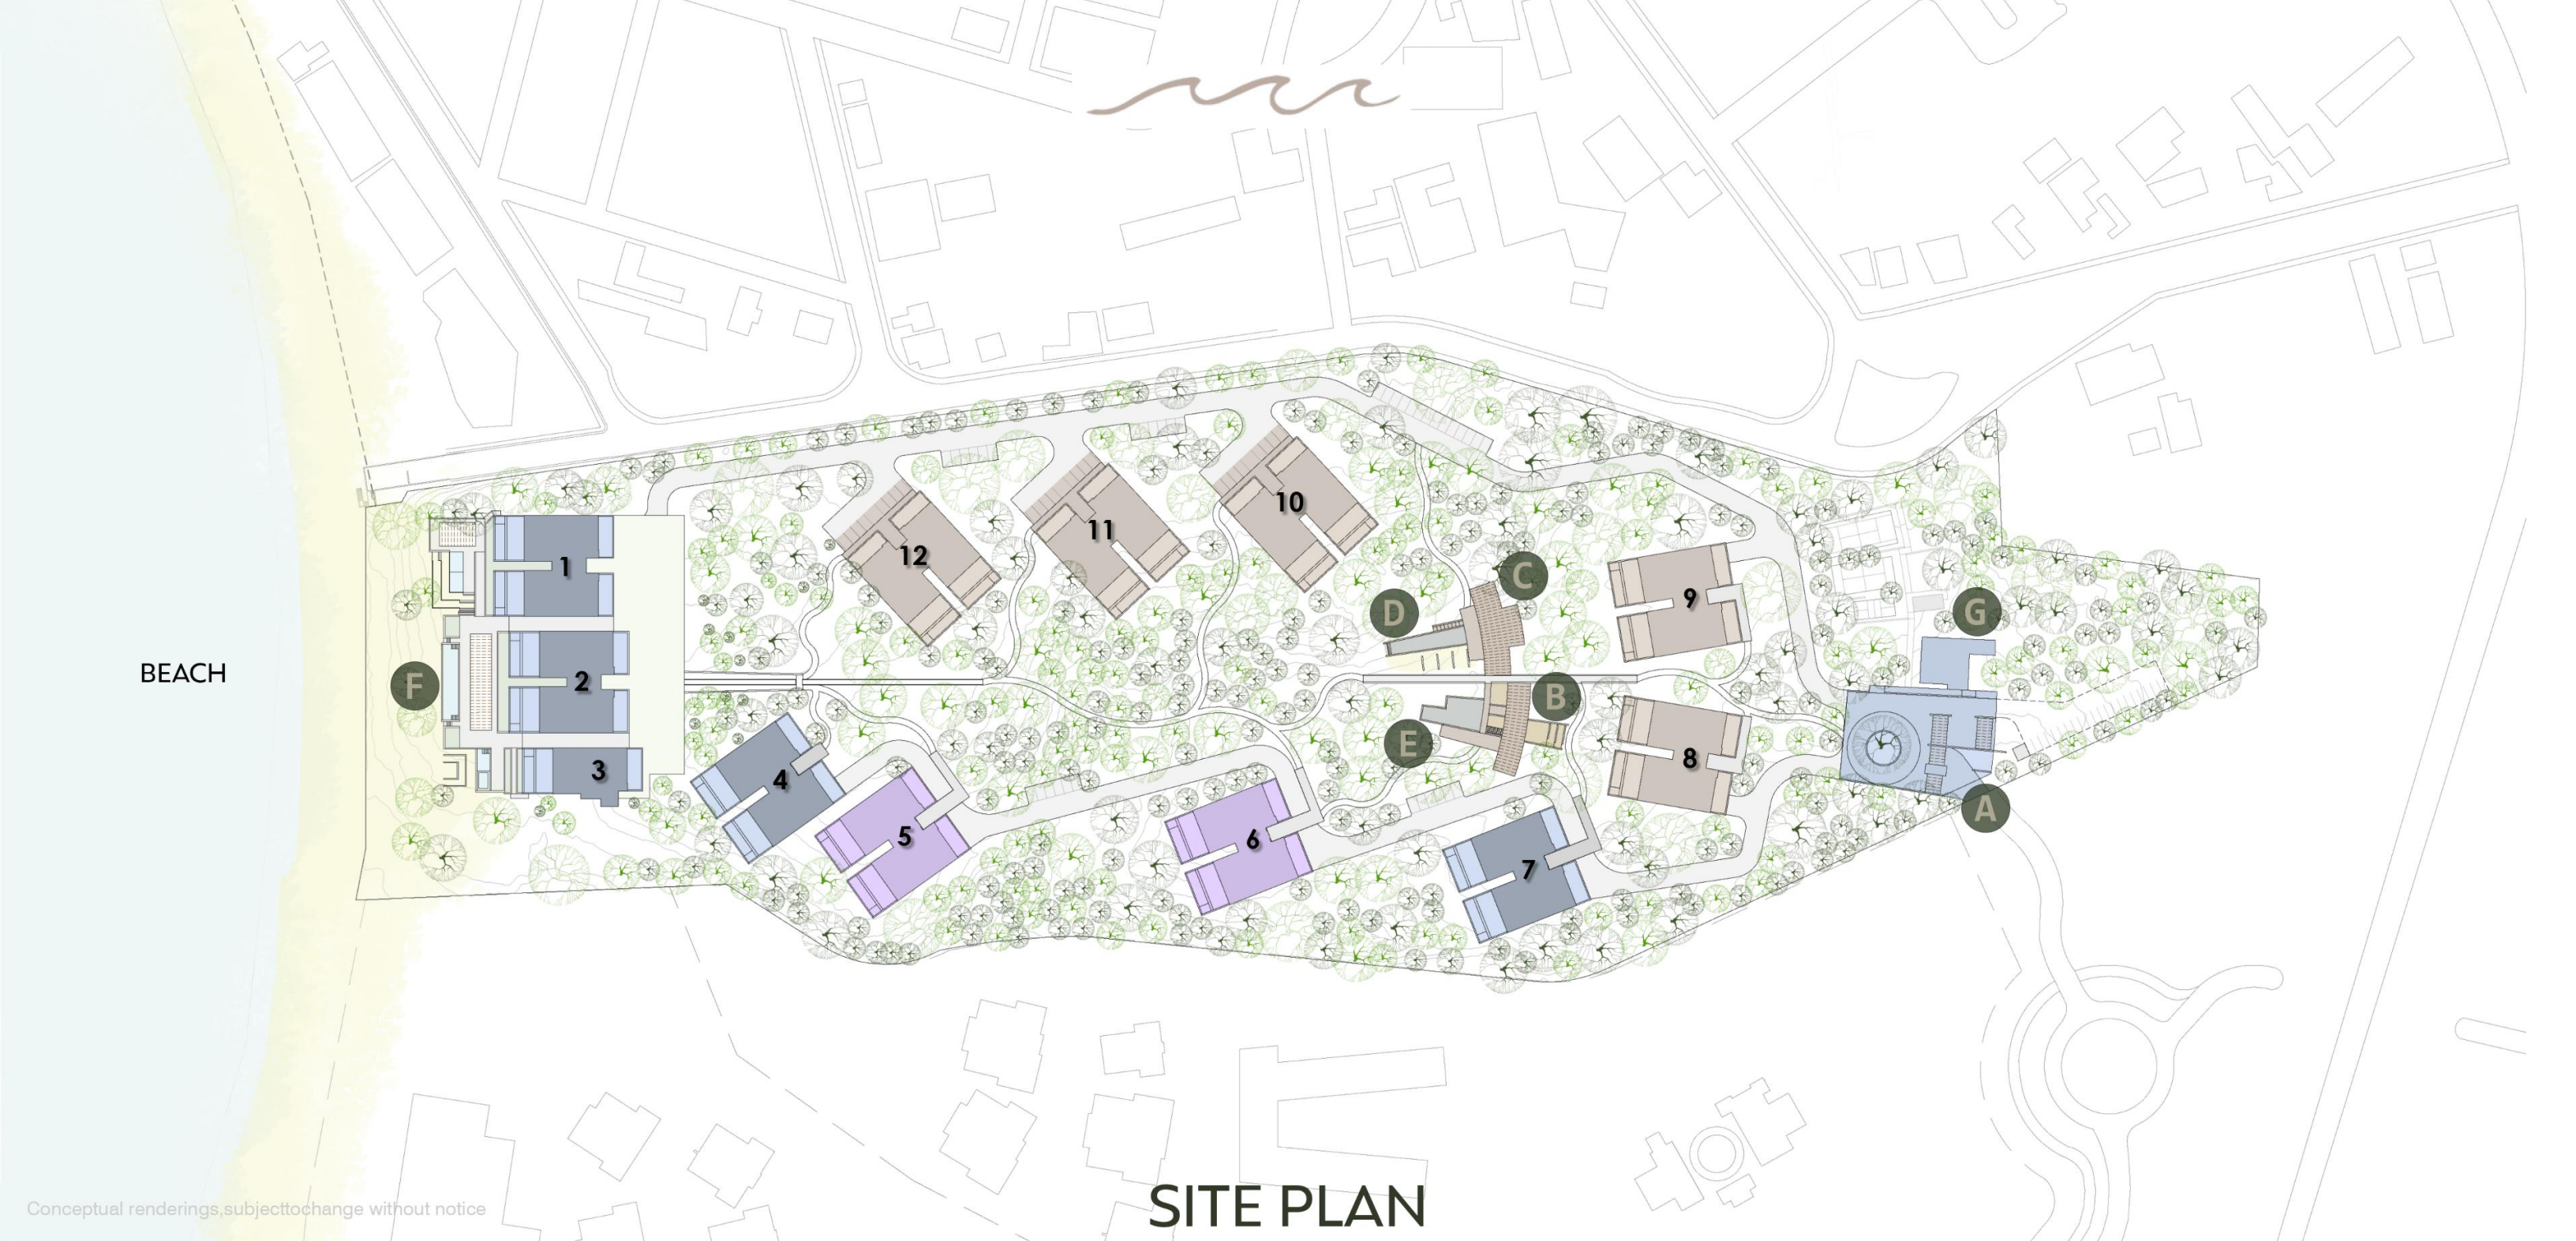 10
11
12
1
C
9
D
G
BEACH
F
2
B
E
3
4
8
A
5
6
7
SITE PLAN
Conceptual renderings,subjecttochange without notice